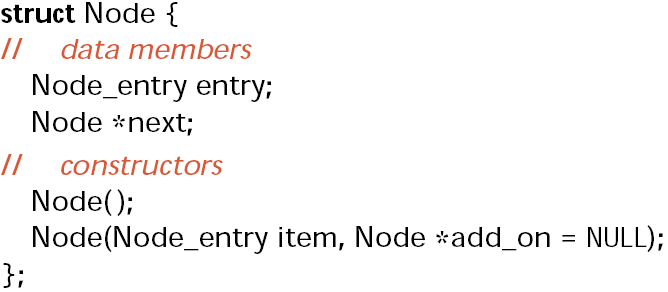 struct Node {
//    data members
   Node_entry entry;
   Node *next;
//    constructors
   Node( );
   Node(Node_entry item, Node *add_on = NULL);
};